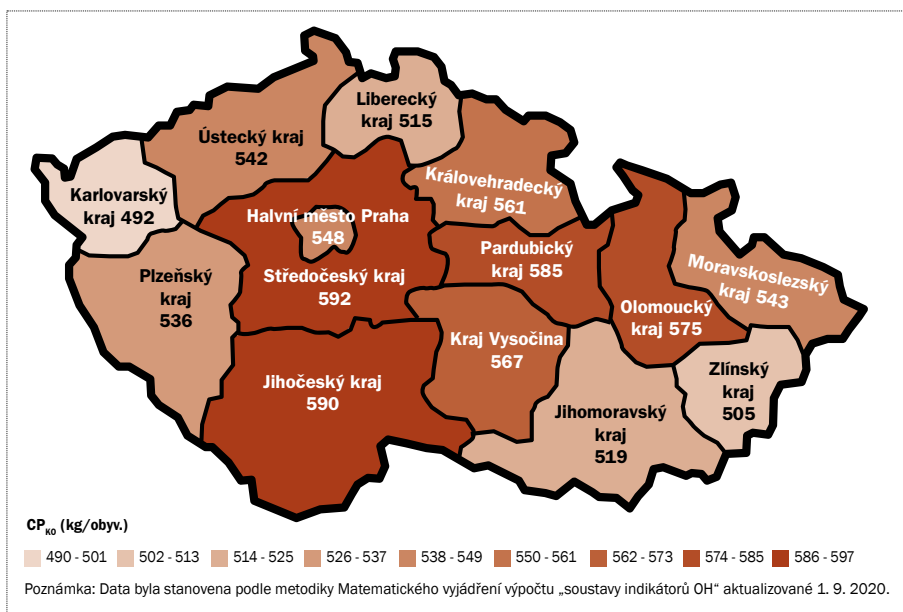 Liberecký
kraj 515
Ústecký kraj
542
Královehradecký
kraj 561
Karlovarský
kraj 492
Halvní město Praha
548
Pardubický
kraj 585
Moravskoslezský
kraj 543
Plzeňský
kraj
536
Středočeský kraj
592
Olomoucký
kraj 575
Kraj Vysočina
567
Zlínský
kraj
505
Jihočeský kraj
590
Jihomoravský
kraj
519
CP KO (kg/obyv.)
490 - 501 502 - 513 514 - 525 526 - 537 538 - 549 550 - 561 562 - 573 574 - 585 586 - 597
Poznámka: Data byla stanovena podle metodiky Matematického vyjádření výpočtu „soustavy indikátorů OH“ aktualizované 1. 9. 2020.